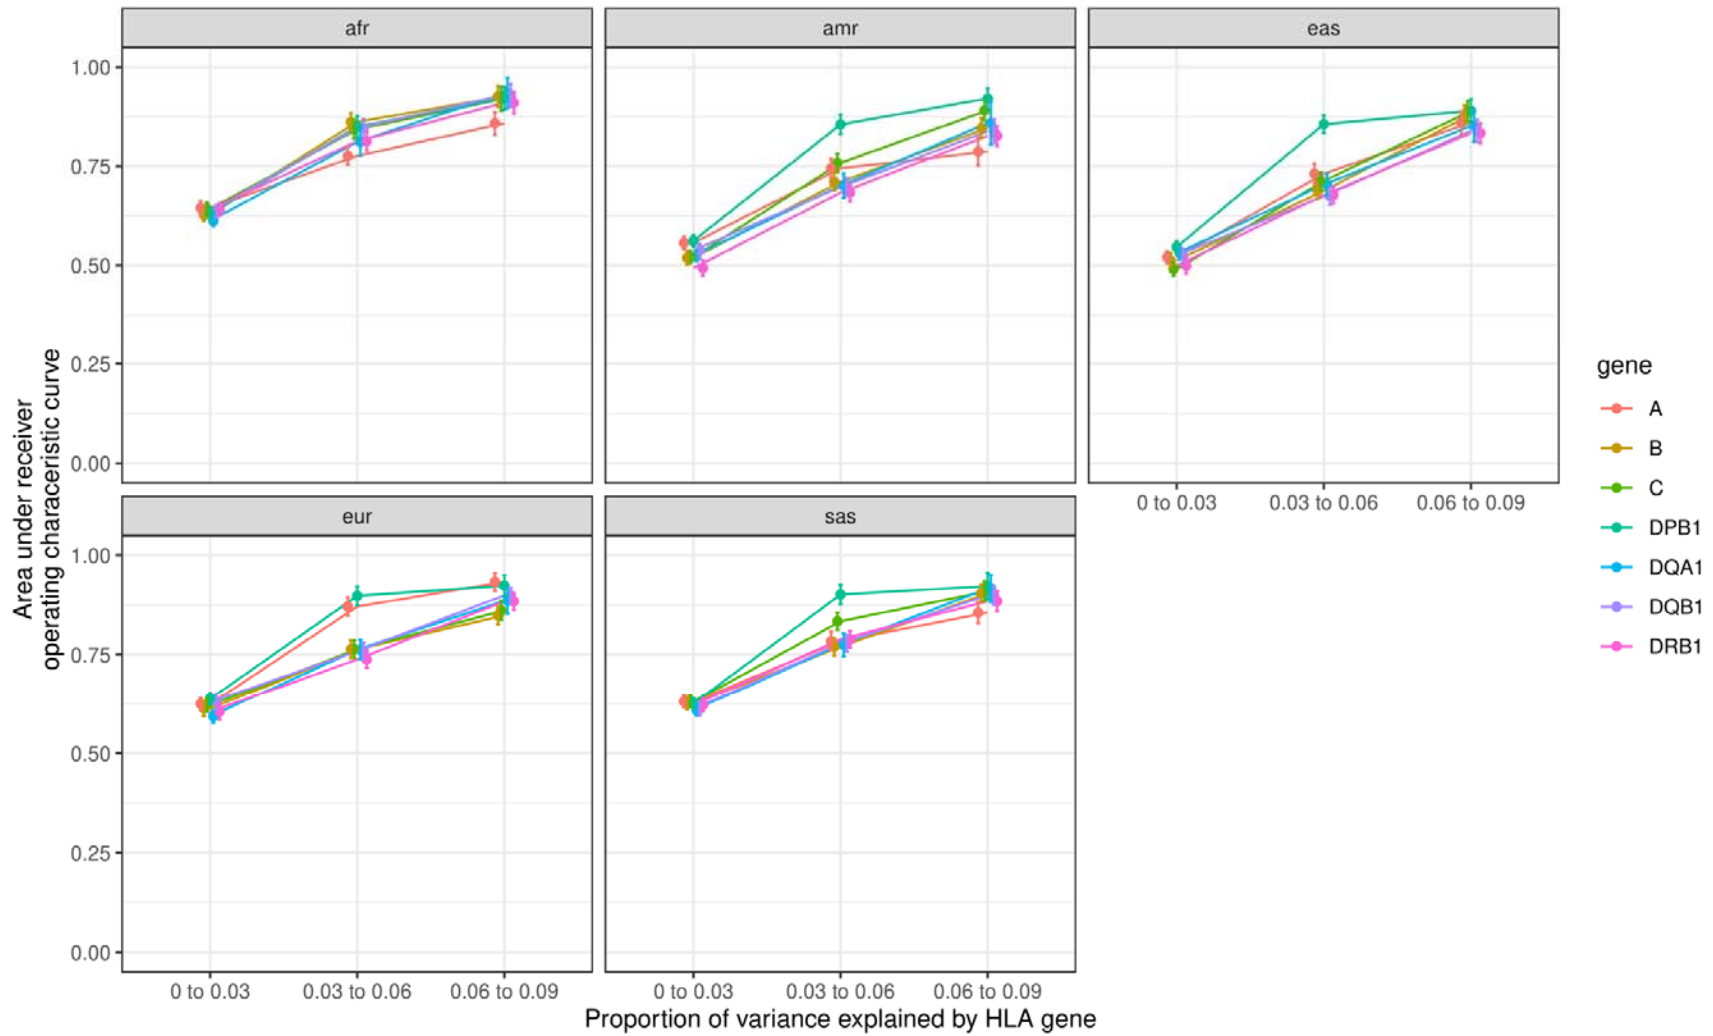 afr
amr
eas
1.00
0.75
0.50
0.25
0.00
0 to 0.03
0.03 to 0.06
0.06 to 0.09
eur
sas
1.00
0.75
0.50
0.25
0.00
0 to 0.03
0.03 to 0.06
0.06 to 0.09
0 to 0.03
0.03 to 0.06
0.06 to 0.09
Area under receiver
operating characeristic curve
Proportion of variance explained by HLA gene
gene
A
B
C
DPB1
DQA1
DQB1
DRB1